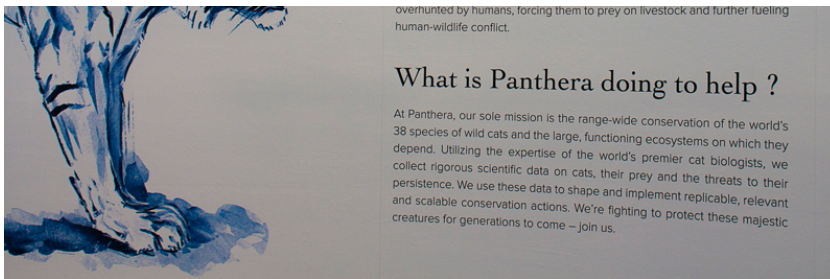 overhunted by humans, forcing them to prey on livestock and further fueling
human-wildlife conflict.
What is Panthera doing to help ?
At Panthera, our sole mission is the range-wide conservation of the world's
38 species of wild cats and the large, functioning ecosystems on which they
depend. Utilizing the expertise of the world's premier cat biologists, we
collect rigorous scientific data on cats, their prey and the threats to their
persistence. We use these data to shape and implement replicable, relevant
and scalable conservation actions. We're fighting to protect these majestic
creatures for generations to come – join us.